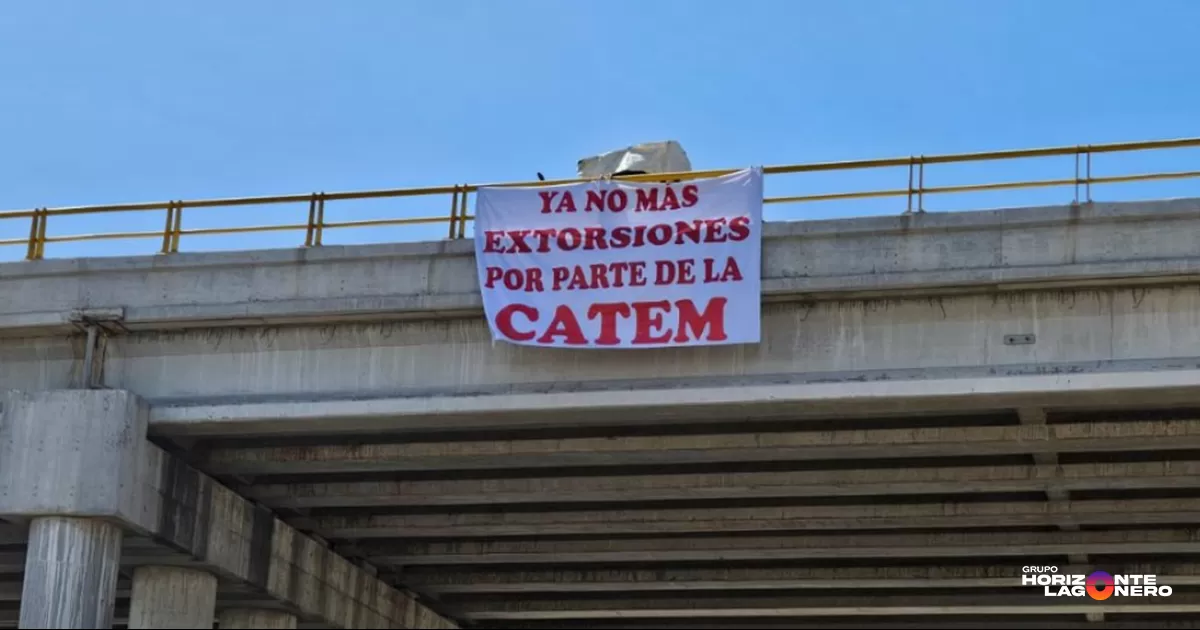 YA NO MÁS
EXTORSIONES
POR PARTE DE LA
CATEM
GRUPO
HORIZONTE
LAGONERO